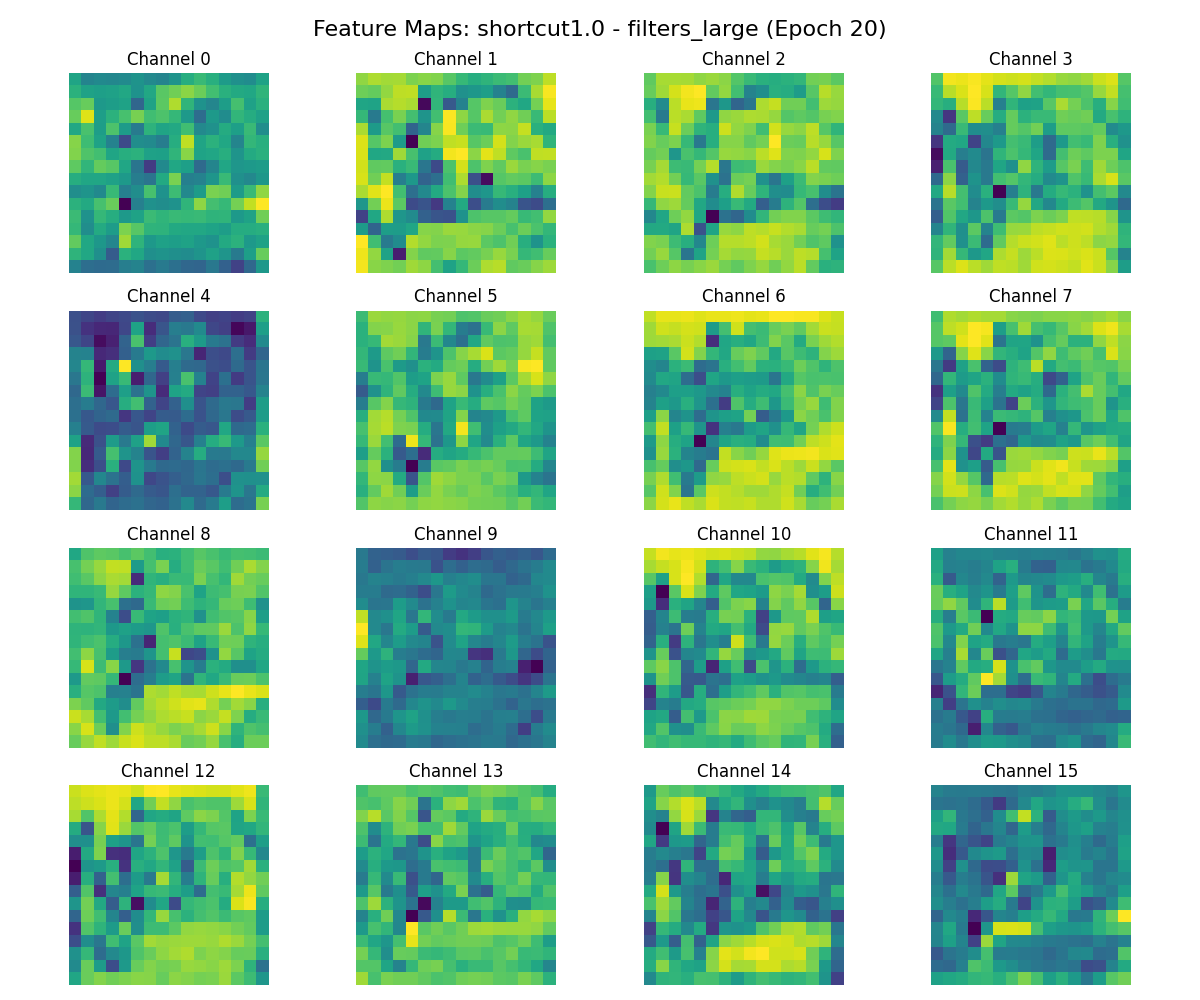 Feature Maps: shortcut1.0 - filters_large (Epoch 20)
Channel 0 Channel 1 Channel 2 Channel 3
Channel 4 Channel 5 Channel 6 Channel 7
Channel 8 Channel 9 Channel 10 Channel 11
Channel 12 Channel 13 Channel 14 Channel 15